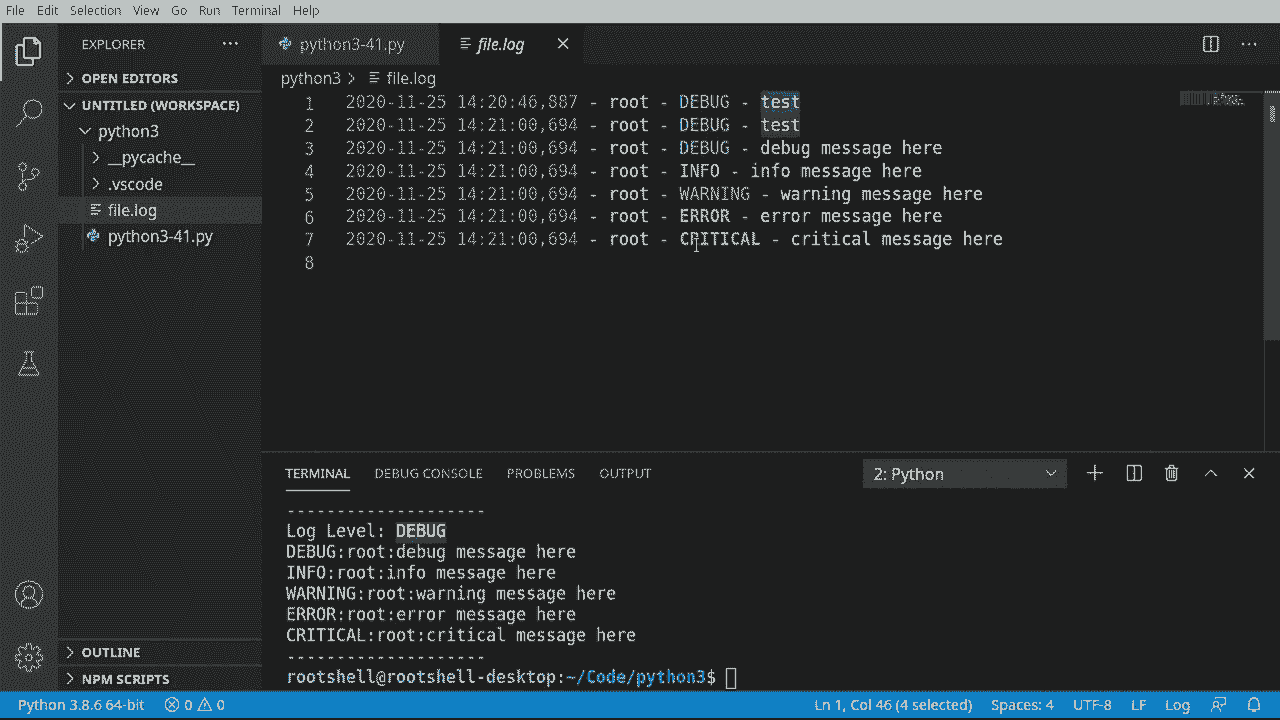 File Edit Selection View Go Run Terminal Help
EXPLORER ...
python3-41.py file.log
OPEN EDITORS
python3 > file.log
UNTITLED (WORKSPACE)
python3
__pycache__
.vscode
file.log
python3-41.py
1 2020-11-25 14:20:46,887 - root - DEBUG - test
2 2020-11-25 14:21:00,694 - root - DEBUG - test
3 2020-11-25 14:21:00,694 - root - DEBUG - debug message here
4 2020-11-25 14:21:00,694 - root - INFO - info message here
5 2020-11-25 14:21:00,694 - root - WARNING - warning message here
6 2020-11-25 14:21:00,694 - root - ERROR - error message here
7 2020-11-25 14:21:00,694 - root - CRITICAL - critical message here
8
TERMINAL DEBUG CONSOLE PROBLEMS OUTPUT 2: Python
--------------------
Log Level: DEBUG
DEBUG:root:debug message here
INFO:root:info message here
WARNING:root:warning message here
ERROR:root:error message here
CRITICAL:root:critical message here
--------------------
rootshell@rootshell-desktop:~/Code/python3$
OUTLINE
NPM SCRIPTS
Python 3.8.6 64-bit 0 0 Ln 1, Col 46 (4 selected) Spaces: 4 UTF-8 LF Log